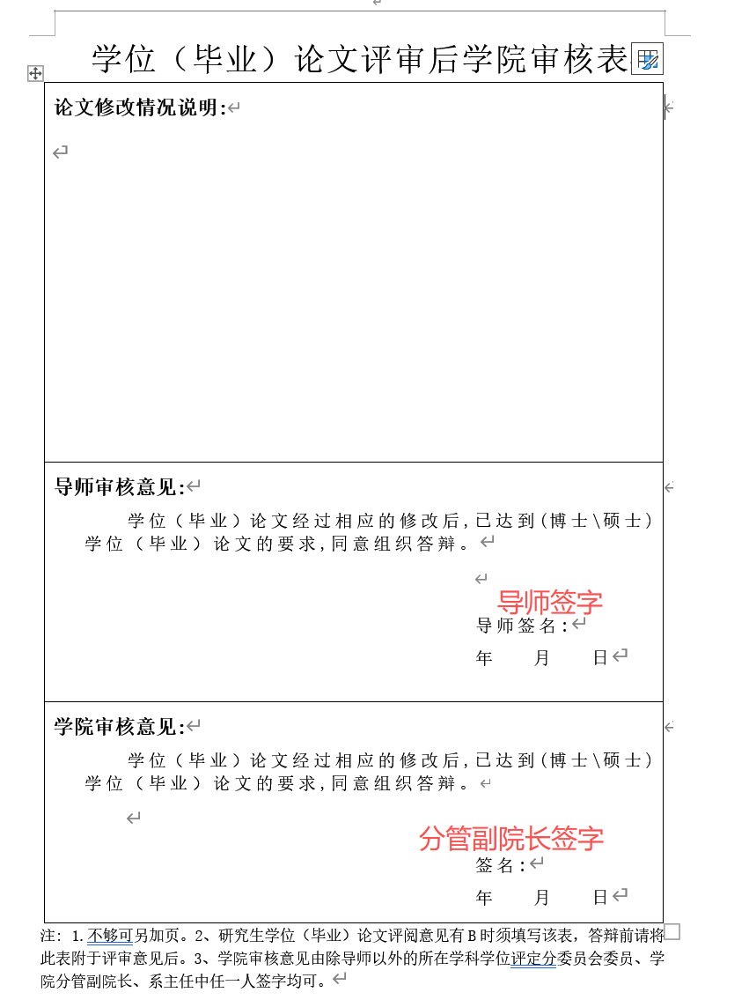 学位（毕业）论文评审后学院审核表
论文修改情况说明:
导师审核意见:
学位（毕业）论文经过相应的修改后,已达到(博士\硕士)
学位（毕业）论文的要求,同意组织答辩。
导师签字
导师签名:
年 月 日
学院审核意见:
学位（毕业）论文经过相应的修改后,已达到(博士\硕士)
学位（毕业）论文的要求,同意组织答辩。
分管副院长签字
签名:
年 月 日
注: 1.不够可另加页。2、研究生学位（毕业）论文评阅意见有 B 时须填写该表, 答辩前请将
此表附于评审意见后。3、学院审核意见由除导师以外的所在学科学位评定分委员会委员、学
院分管副院长、系主任中任一人签字均可。